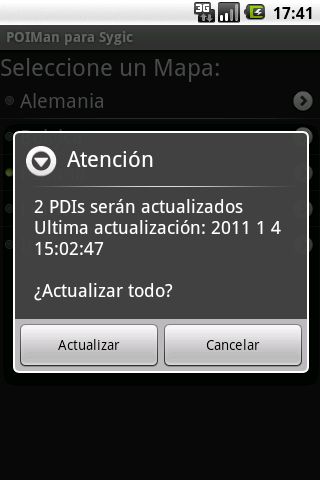 3G 17:41
POIMan para Sygic
Seleccione un Mapa:
Alemania
Atención
2 PDIs serán actualizados
Ultima actualización: 2011 1 4
15:02:47
¿Actualizar todo?
Actualizar
Cancelar